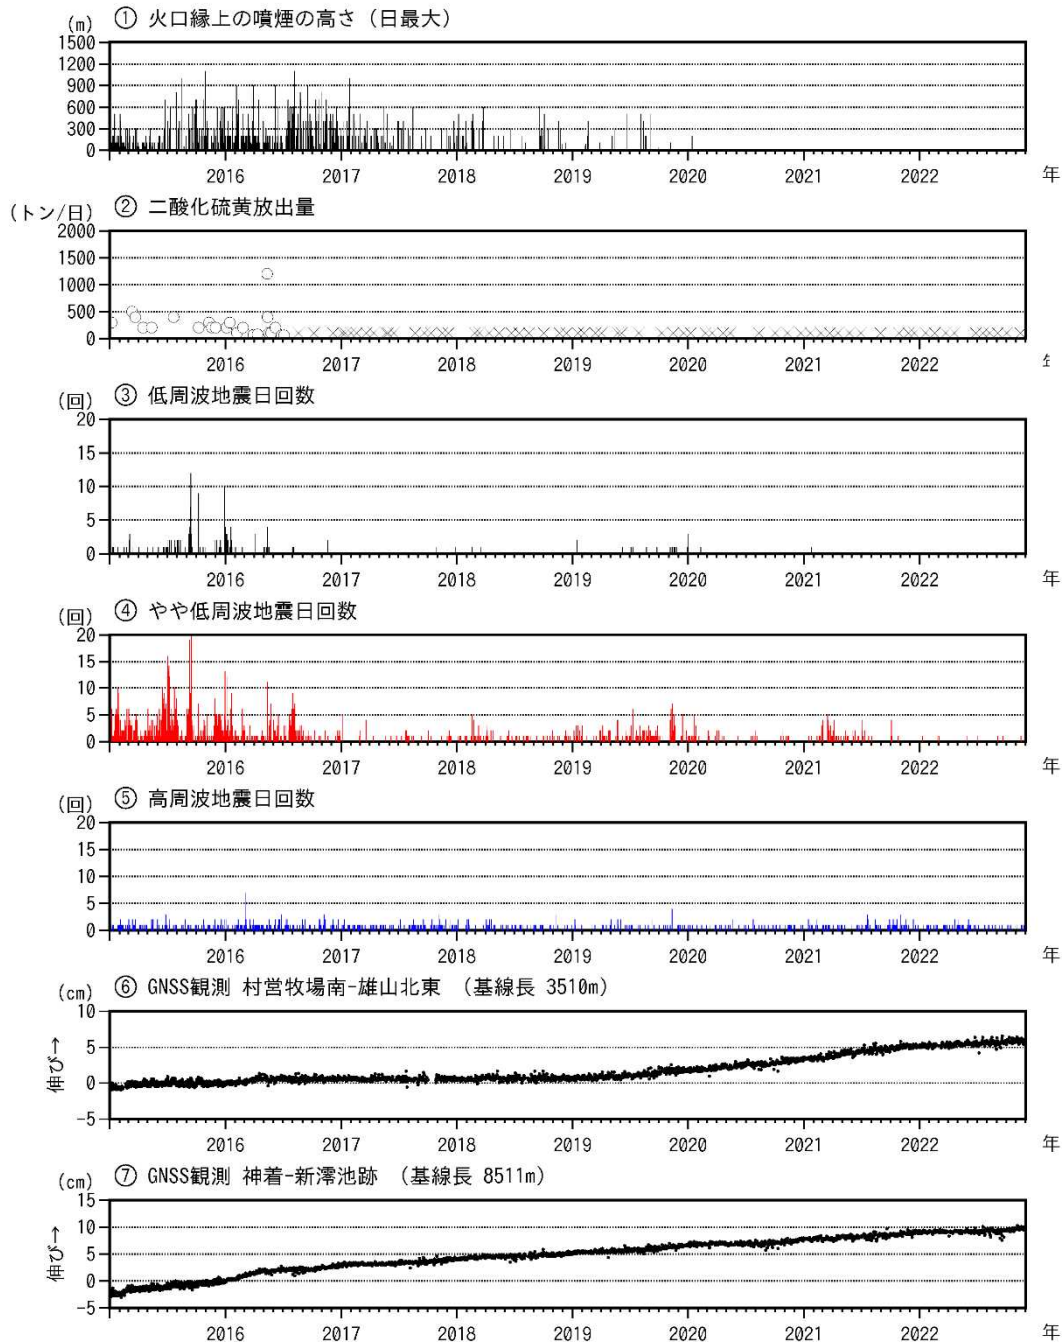 (m) ① 火口縁上の噴煙の高さ（日最大）
1500
1200
900
600
300
0
2016 2017 2018 2019 2020 2021 2022 年
(トン/日) ② 二酸化硫黄放出量
2000
1500
1000
500
0
2016 2017 2018 2019 2020 2021 2022
(回) ③ 低周波地震日回数
20
15
10
5
0
2016 2017 2018 2019 2020 2021 2022 年
(回) ④ やや低周波地震日回数
20
15
10
5
0
2016 2017 2018 2019 2020 2021 2022 年
(回) ⑤ 高周波地震日回数
20
15
10
5
0
2016 2017 2018 2019 2020 2021 2022 年
(cm) ⑥ GNSS観測 村営牧場南-雄山北東 （基線長 3510m）
10
5
0
-5
伸び→
2016 2017 2018 2019 2020 2021 2022 年
(cm) ⑦ GNSS観測 神着-新澪池跡 （基線長 8511m）
15
10
5
0
-5
伸び→
2016 2017 2018 2019 2020 2021 2022 年